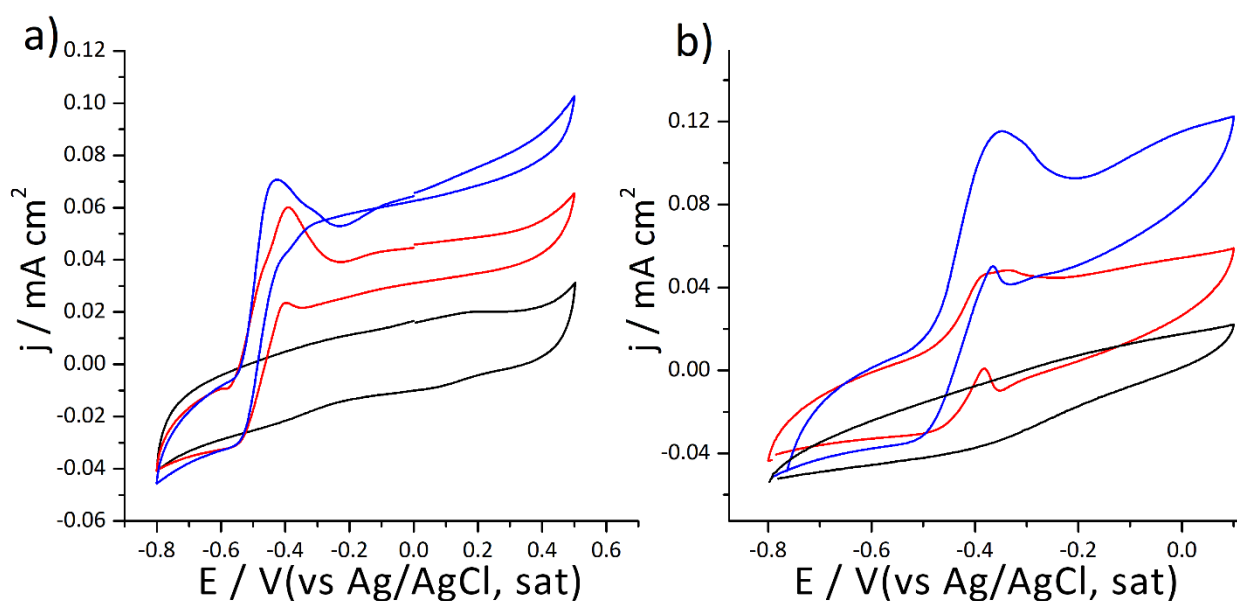 a)
0.12
0.10
0.08
0.06
0.04
0.02
0.00
-0.02
-0.04
-0.06
j / mA cm²
-0.8 -0.6 -0.4 -0.2 0.0 0.2 0.4 0.6
E / V(vs Ag/AgCl, sat)
b)
0.12
0.08
0.04
0.00
-0.04
j / mA cm²
-0.8 -0.6 -0.4 -0.2 0.0
E / V(vs Ag/AgCl, sat)